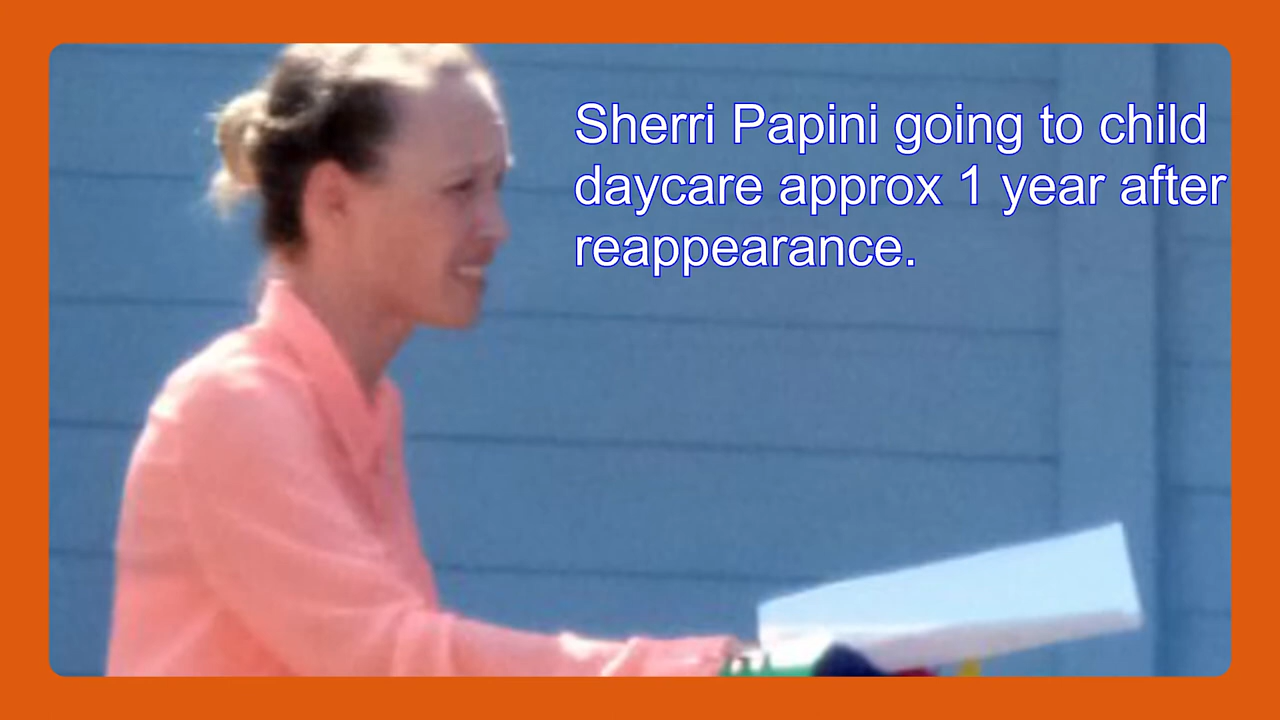 Sherri Papini going to child
daycare approx 1 year after
reappearance.